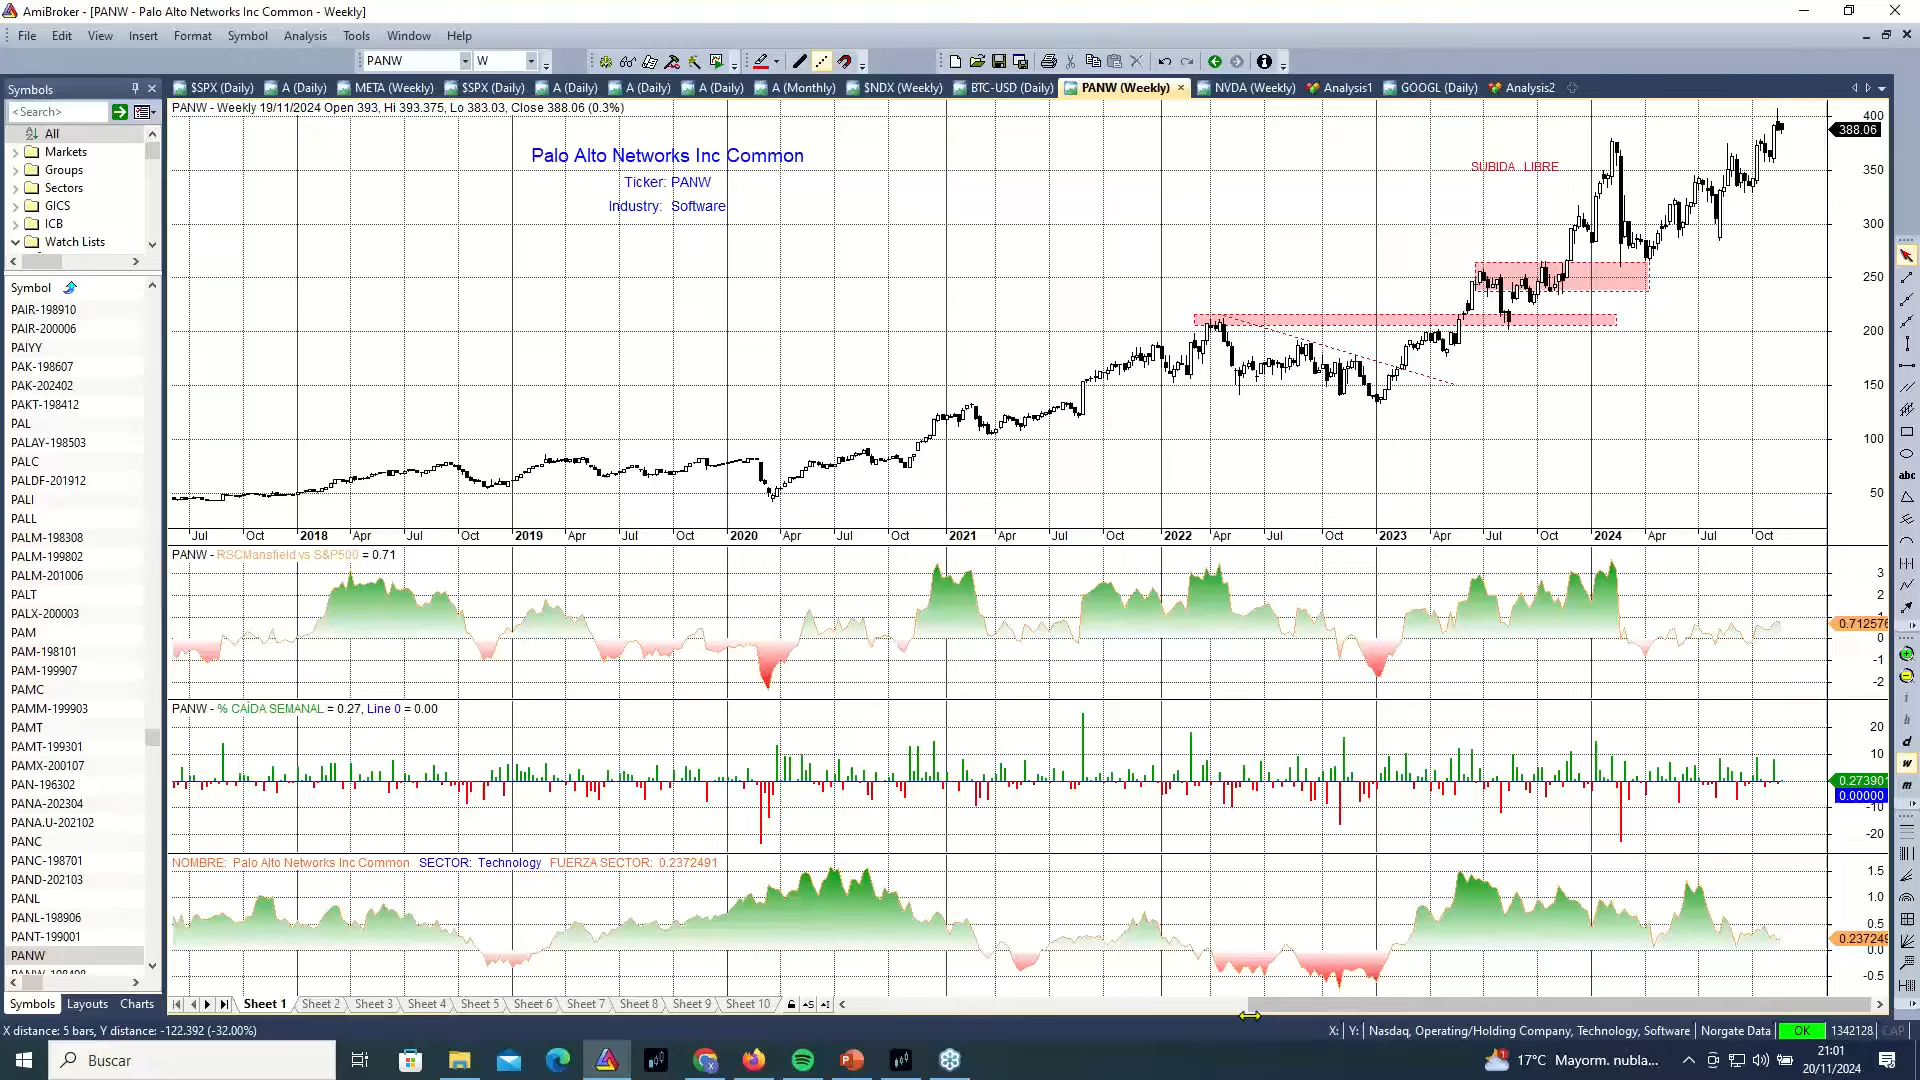 AmiBroker - [PANW - Palo Alto Networks Inc Common - Weekly]
File Edit View Insert Format Symbol Analysis Tools Window Help
PANW W
Symbols
$SPX (Daily) A (Daily) META (Weekly) $SPX (Daily) A (Daily) A (Daily) A (Daily) A (Monthly) $NDX (Weekly) BTC-USD (Daily) PANW (Weekly) NVDA (Weekly) Analysis1 GOOGL (Daily) Analysis2
<Search>
All
Markets
Groups
Sectors
GICS
ICB
Watch Lists
Symbol
PAIR-198910
PAIR-200006
PAIYY
PAK-198607
PAK-202402
PAKT-198412
PAL
PALAY-198503
PALC
PALDF-201912
PALI
PALL
PALM-198308
PALM-199802
PALM-201006
PALT
PALX-200003
PAM
PAM-198101
PAM-199907
PAMC
PAMM-199903
PAMT
PAMT-199301
PAMX-200107
PAN-196302
PANA-202304
PANA.U-202102
PANC
PANC-198701
PAND-202103
PANL
PANL-198906
PANT-199001
PANW
Symbols Layouts Charts
PANW - Weekly 19/11/2024 Open 393, Hi 393.375, Lo 383.03, Close 388.06 (0.3%)
Palo Alto Networks Inc Common
Ticker: PANW
Industry: Software
SUBIDA LIBRE
400
388.06
350
300
250
200
150
100
50
Jul Oct 2018 Apr Jul Oct 2019 Apr Jul Oct 2020 Apr Jul Oct 2021 Apr Jul Oct 2022 Apr Jul Oct 2023 Apr Jul Oct 2024 Apr Jul Oct
PANW - RSCMansfield vs S&P500 = 0.71
3
2
1
0.712576
0
-1
-2
PANW - % CAÍDA SEMANAL = 0.27, Line 0 = 0.00
20
10
0.273901
0.00000
-10
-20
NOMBRE: Palo Alto Networks Inc Common SECTOR: Technology FUERZA SECTOR: 0.2372491
1.5
1.0
0.5
0.237249
0.0
-0.5
Sheet 1 Sheet 2 Sheet 3 Sheet 4 Sheet 5 Sheet 6 Sheet 7 Sheet 8 Sheet 9 Sheet 10
abc
d
w
m
X distance: 5 bars, Y distance: -122.392 (-32.00%)
X: Y: Nasdaq, Operating/Holding Company, Technology, Software Norgate Data OK 1342128 CAP
Buscar
17°C Mayorm. nubla...
21:01
20/11/2024